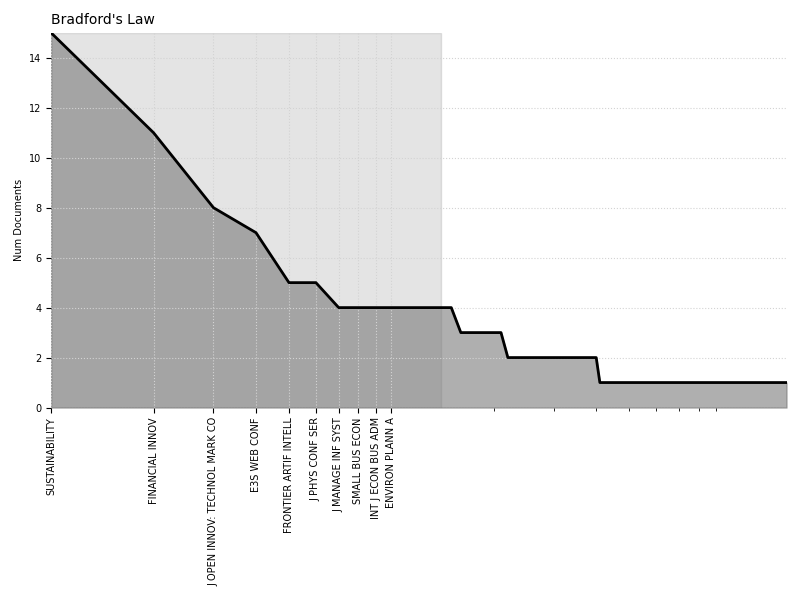 Bradford's Law
Num Documents
14
12
10
8
6
4
2
0
SUSTAINABILITY
FINANCIAL INNOV
J OPEN INNOV: TECHNOL MARK CO
E3S WEB CONF
FRONTIER ARTIF INTELL
J PHYS CONF SER
J MANAGE INF SYST
SMALL BUS ECON
INT J ECON BUS ADM
ENVIRON PLANN A